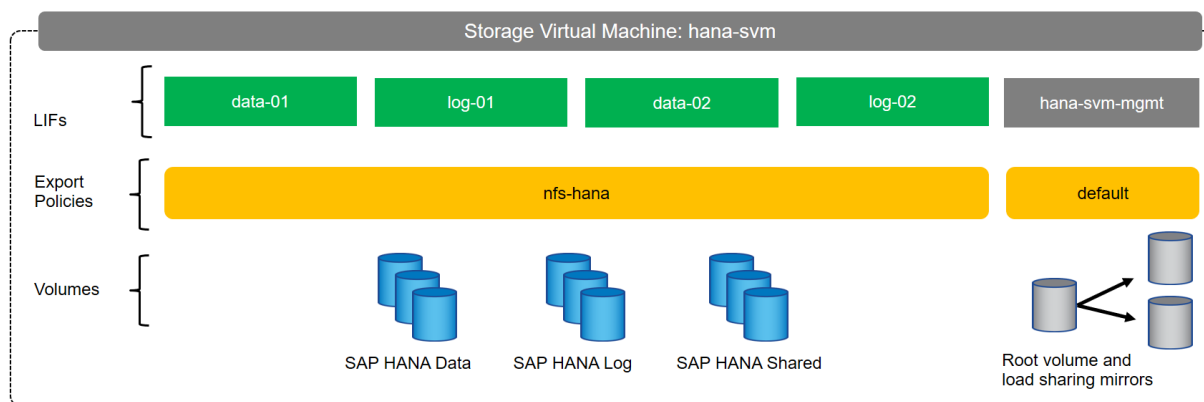 Storage Virtual Machine: hana-svm
LIFs
data-01
log-01
data-02
log-02
hana-svm-mgmt
Export
Policies
nfs-hana
default
Volumes
SAP HANA Data
SAP HANA Log
SAP HANA Shared
Root volume and
load sharing mirrors